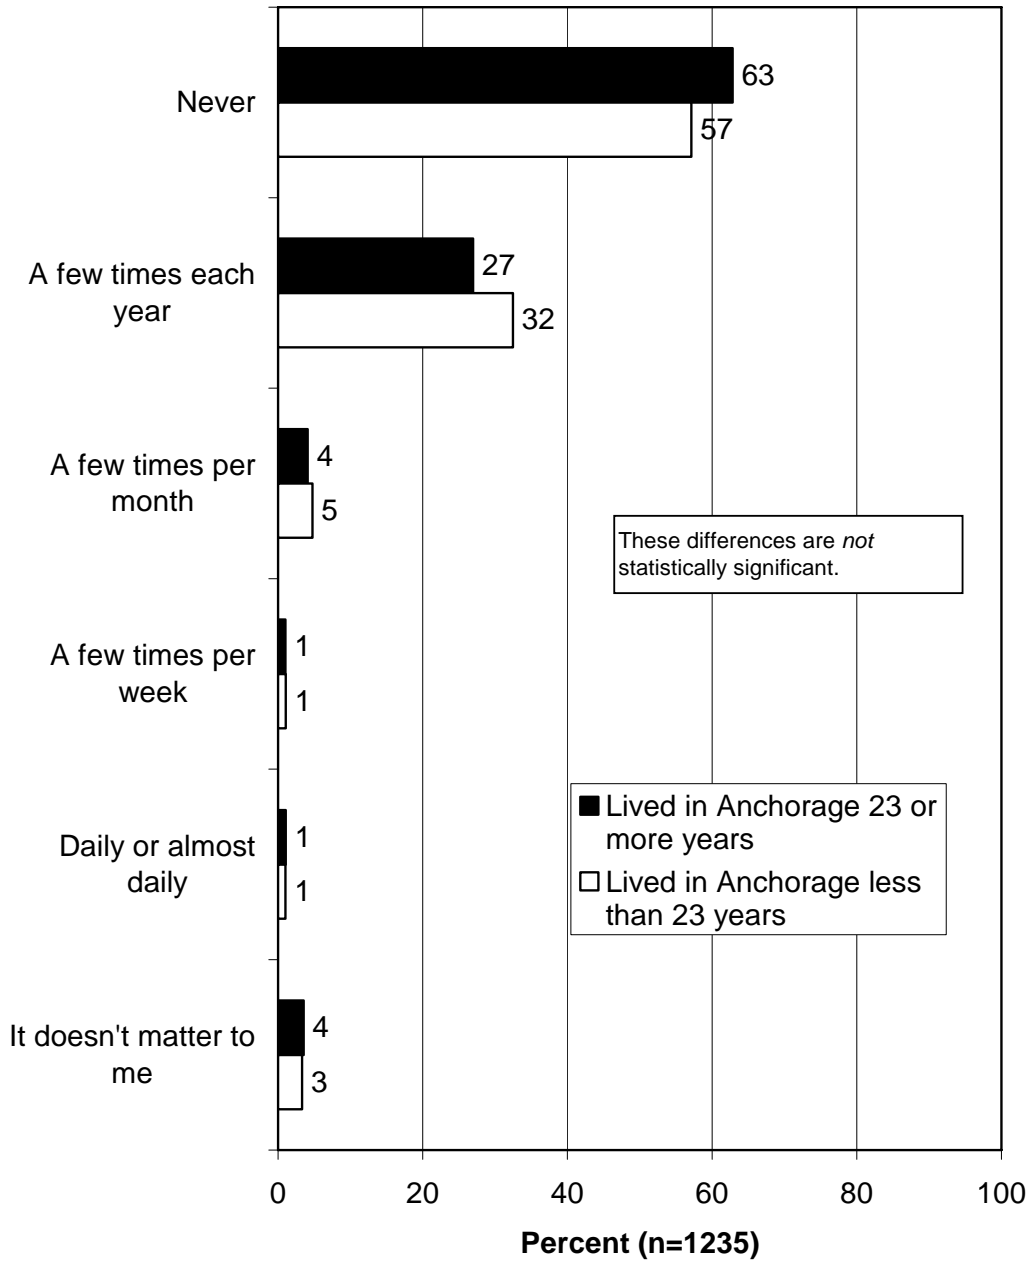 Never
63
57
A few times each
year
27
32
A few times per
month
4
5
These differences are not
statistically significant.
A few times per
week
1
1
Lived in Anchorage 23 or
more years
Lived in Anchorage less
than 23 years
Daily or almost
daily
1
1
It doesn't matter to
me
4
3
0 20 40 60 80 100
Percent (n=1235)